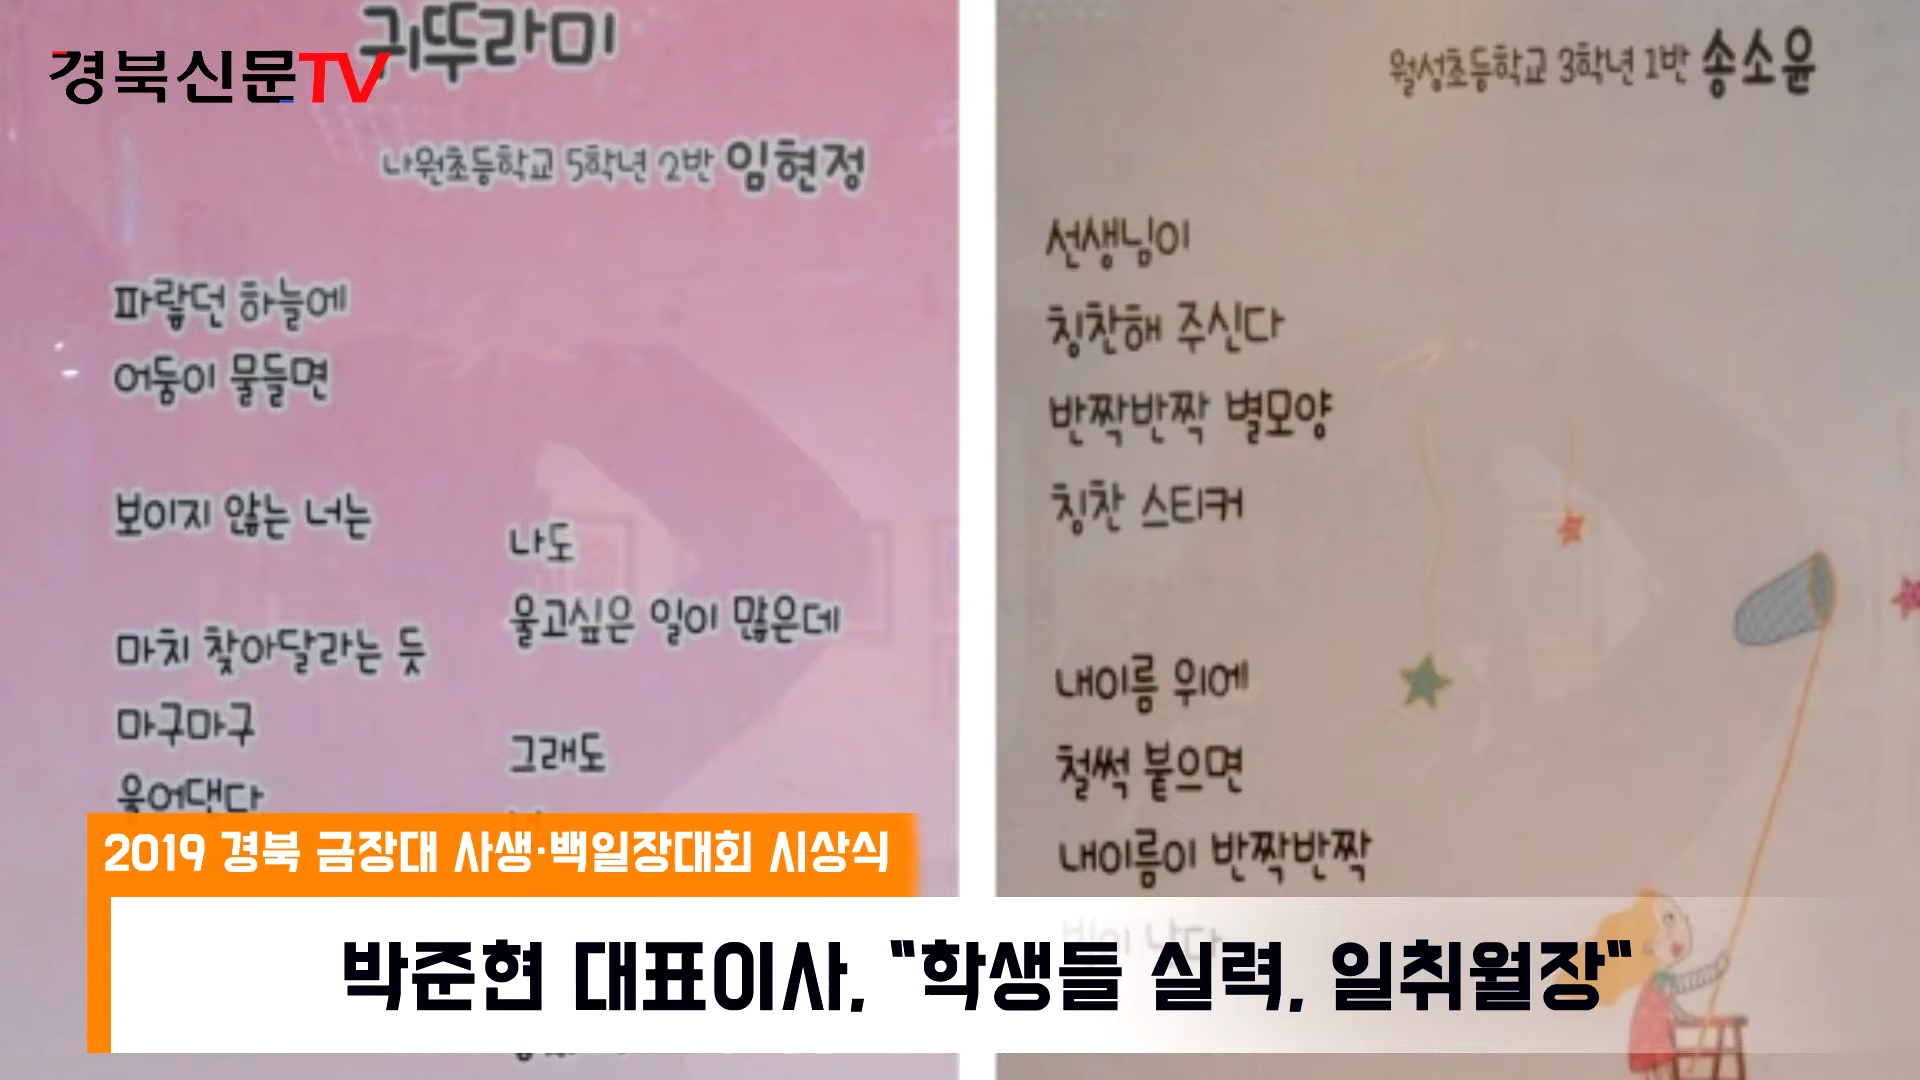 경북신문TV
귀뚜라미
나원초등학교 5학년 2반 임현정
파랗던 하늘에
어둠이 물들면
보이지 않는 너는
마치 찾아달라는 듯
마구마구
울어댄다
나도
울고싶은 일이 많은데
그래도
월성초등학교 3학년 1반 송소윤
선생님이
칭찬해 주신다
반짝반짝 별모양
칭찬 스티커
내이름 위에
철썩 붙으면
내이름이 반짝반짝
빛이 난다
2019 경북 금장대 사생·백일장대회 시상식
박준현 대표이사, "학생들 실력, 일취월장"